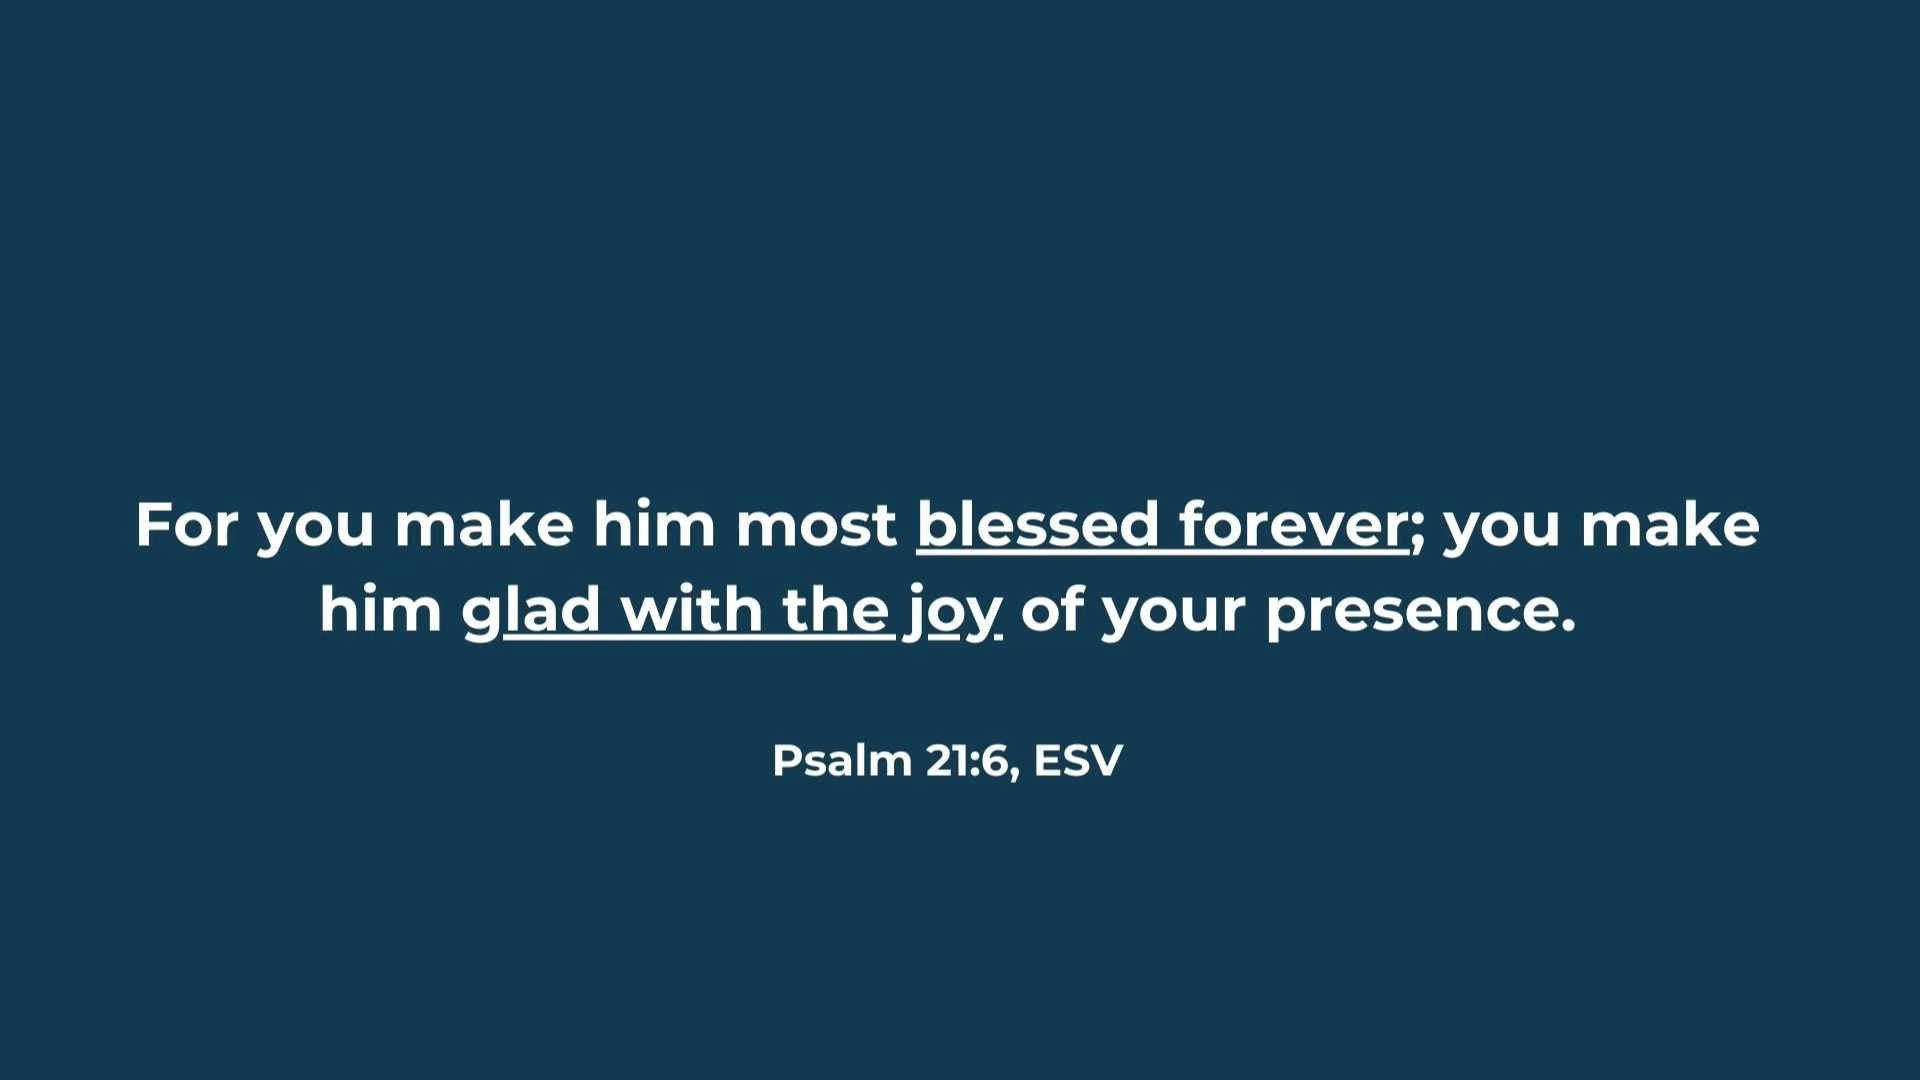 For you make him most blessed forever; you make
him glad with the joy of your presence.
Psalm 21:6, ESV